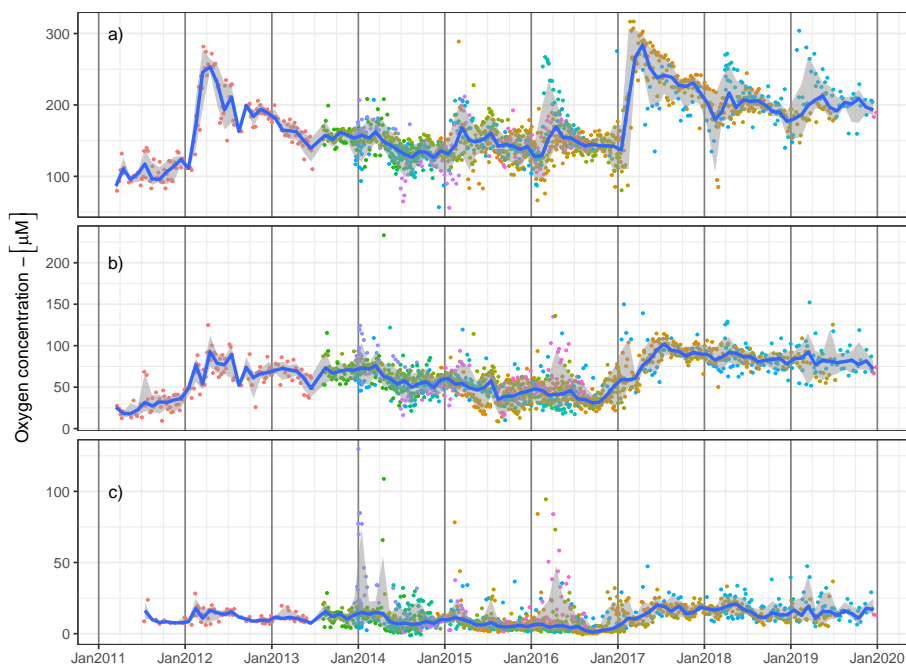 Oxygen concentration – [μM]
a)
300
200
100
b)
200
150
100
50
0
c)
100
50
0
Jan2011 Jan2012 Jan2013 Jan2014 Jan2015 Jan2016 Jan2017 Jan2018 Jan2019 Jan2020